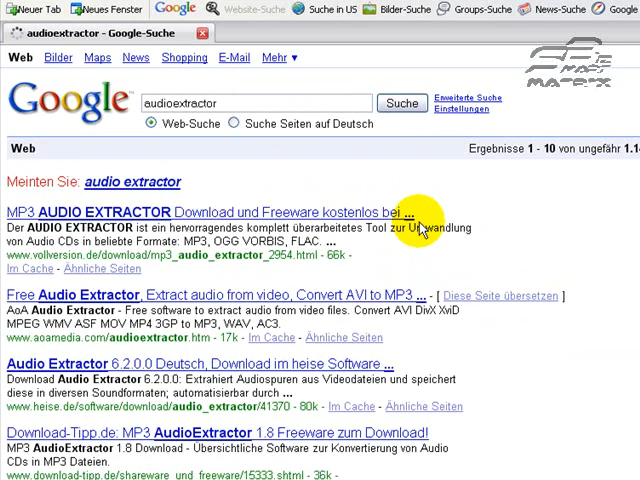 Neuer Tab Neues Fenster Google Website-Suche Search in US Bilder-Suche Groups-Suche News-Suche Google
audioextractor - Google-Suche
Web Bilder Maps News Shopping E-Mail Mehr ▼
MATRIX
Google
audioextractor Suche Erweiterte Suche
Einstellungen
Web-Suche Suche Seiten auf Deutsch
Web Ergebnisse 1 - 10 von ungefähr 1.1
Meinten Sie: audio extractor
MP3 AUDIO EXTRACTOR Download und Freeware kostenlos bei ...
Der AUDIO EXTRACTOR ist ein hervorragendes komplett überarbeitetes Tool zur Umwandlung
von Audio CDs in beliebte Formate: MP3, OGG VORBIS, FLAC. ...
www.vollversion.de/download/mp3_audio_extractor_2954.html - 66k -
Im Cache - Ähnliche Seiten
Free Audio Extractor, Extract audio from video, Convert AVI to MP3 ... - [ Diese Seite übersetzen ]
AoA Audio Extractor - Free software to extract audio from video files. Convert AVI DivX XviD
MPEG WMV ASF MOV MP4 3GP to MP3, WAV, AC3.
www.aoamedia.com/audioextractor.htm - 17k - Im Cache - Ähnliche Seiten
Audio Extractor 6.2.0.0 Deutsch, Download im heise Software ...
Download Audio Extractor 6.2.0.0: Extrahiert Audiospuren aus Videodateien und speichert
diese in diversen Soundformaten; automatisierbar durch ...
www.heise.de/software/download/audio_extractor/41370 - 80k - Im Cache - Ähnliche Seiten
Download-Tipp.de: MP3 AudioExtractor 1.8 Freeware zum Download!
MP3 AudioExtractor 1.8 Download - Übersichtliche Software zur Konvertierung von Audio
CDs in MP3 Dateien.
www.download-tipp.de/shareware_und_freeware/15333.shtml - 36k -